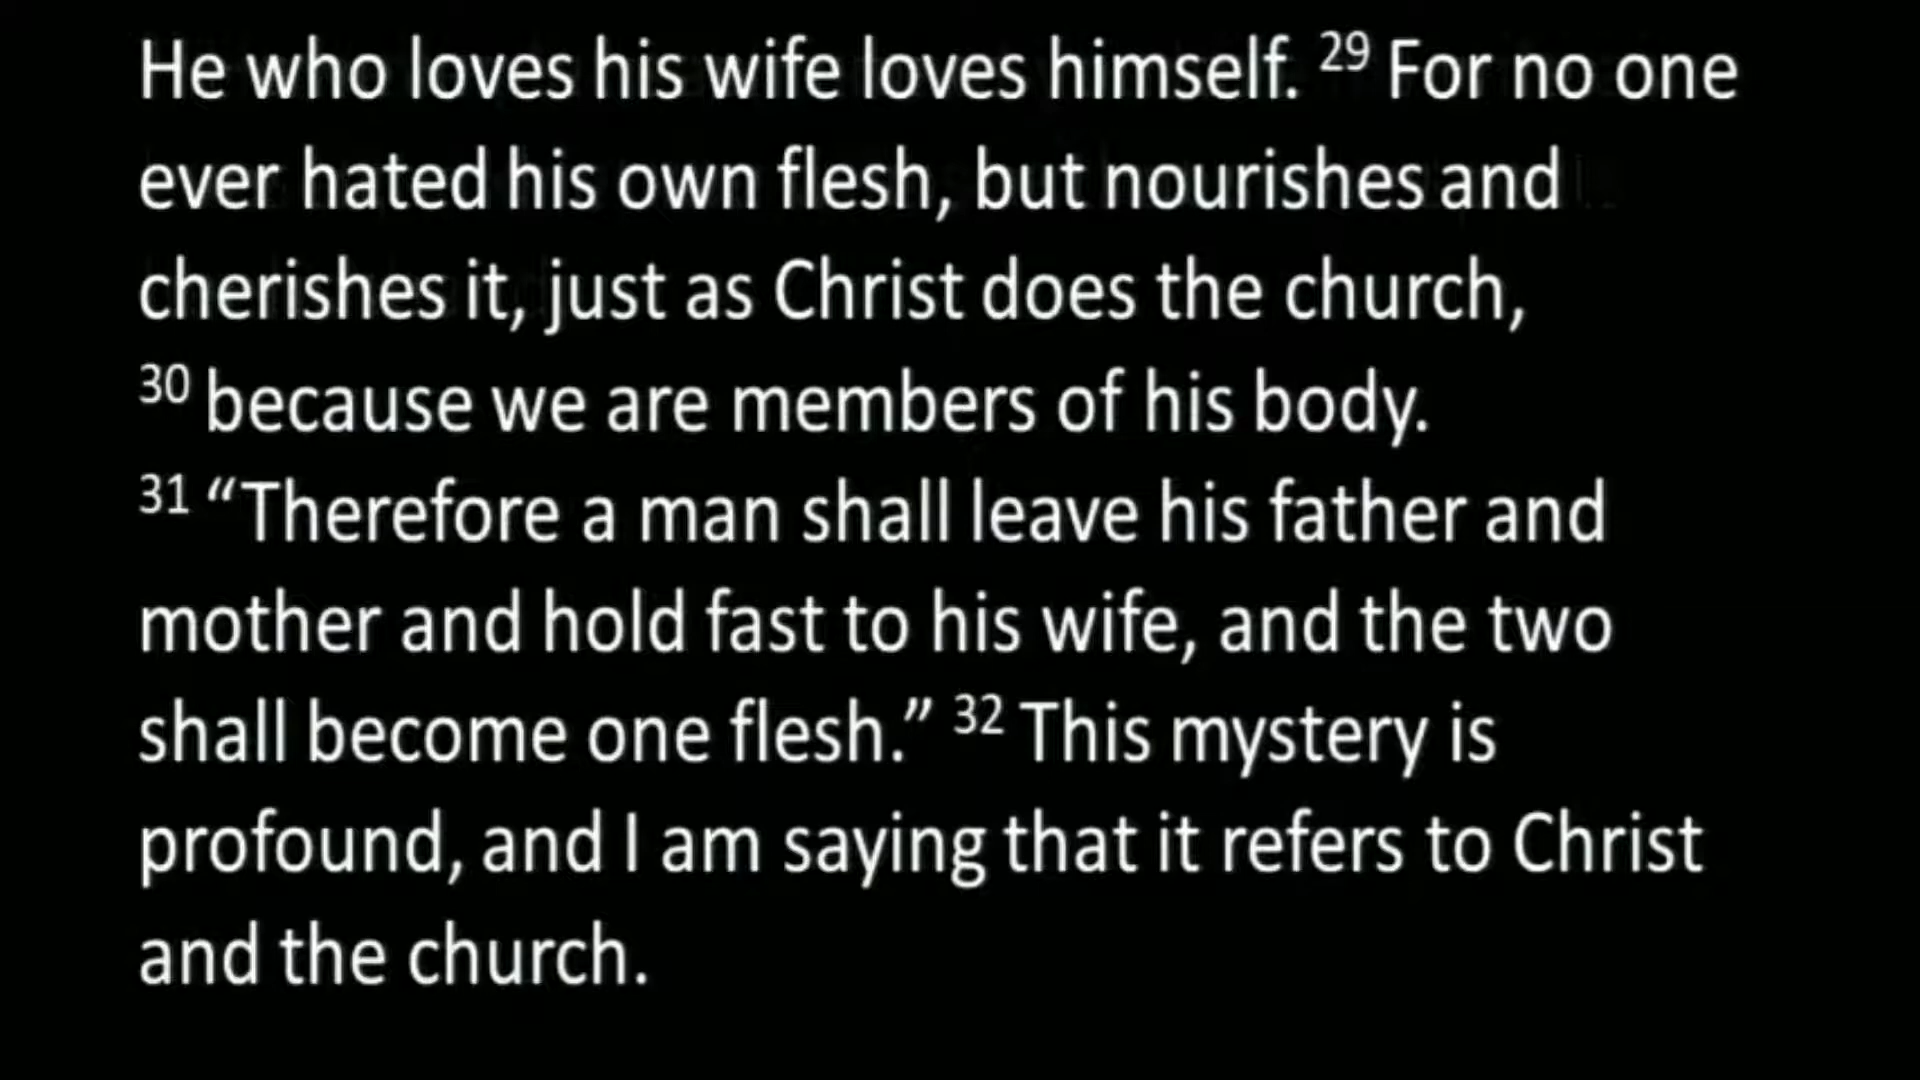 He who loves his wife loves himself. 29 For no one
ever hated his own flesh, but nourishes and
cherishes it, just as Christ does the church,
30 because we are members of his body.
31 “Therefore a man shall leave his father and
mother and hold fast to his wife, and the two
shall become one flesh.” 32 This mystery is
profound, and I am saying that it refers to Christ
and the church.